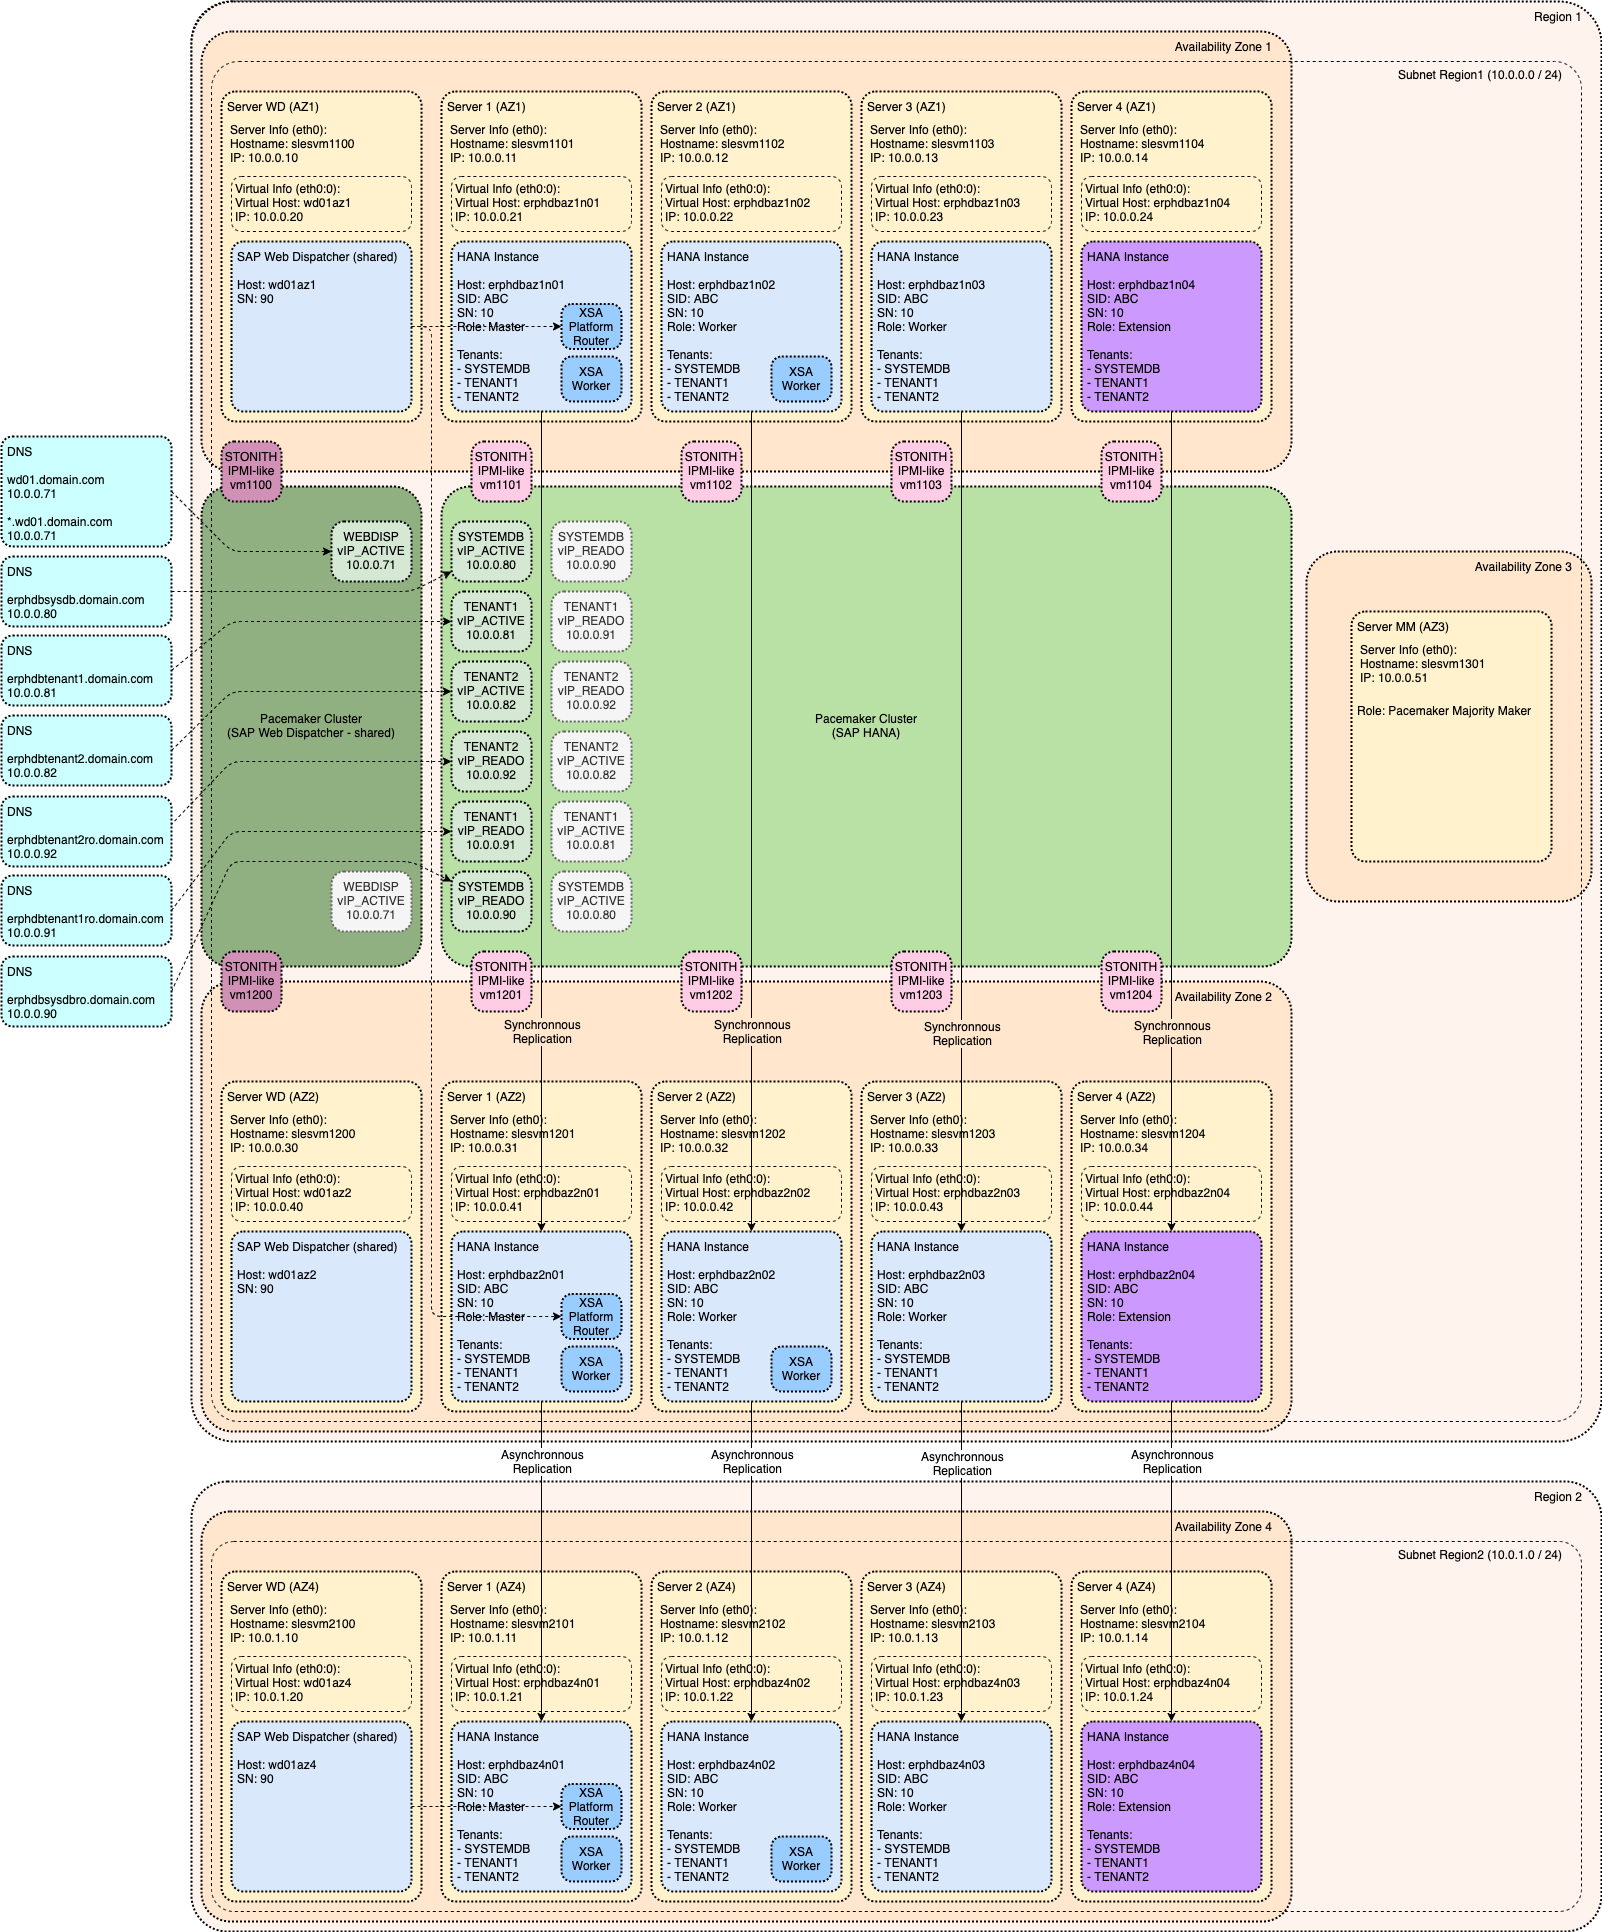 Region 1
Availability Zone 1
Subnet Region1 (10.0.0.0 / 24)
Server WD (AZ1)
Server Info (eth0):
Hostname: slesvm1100
IP: 10.0.0.10
Virtual Info (eth0:0):
Virtual Host: wd01az1
IP: 10.0.0.20
SAP Web Dispatcher (shared)
Host: wd01az1
SN: 90
Server 1 (AZ1)
Server Info (eth0):
Hostname: slesvm1101
IP: 10.0.0.11
Virtual Info (eth0:0):
Virtual Host: erphdbaz1n01
IP: 10.0.0.21
HANA Instance
Host: erphdbaz1n01
SID: ABC
SN: 10
Role: Master
Tenants:
- SYSTEMDB
- TENANT1
- TENANT2
XSA
Platform
Router
XSA
Worker
Server 2 (AZ1)
Server Info (eth0):
Hostname: slesvm1102
IP: 10.0.0.12
Virtual Info (eth0:0):
Virtual Host: erphdbaz1n02
IP: 10.0.0.22
HANA Instance
Host: erphdbaz1n02
SID: ABC
SN: 10
Role: Worker
Tenants:
- SYSTEMDB
- TENANT1
- TENANT2
XSA
Worker
Server 3 (AZ1)
Server Info (eth0):
Hostname: slesvm1103
IP: 10.0.0.13
Virtual Info (eth0:0):
Virtual Host: erphdbaz1n03
IP: 10.0.0.23
HANA Instance
Host: erphdbaz1n03
SID: ABC
SN: 10
Role: Worker
Tenants:
- SYSTEMDB
- TENANT1
- TENANT2
Server 4 (AZ1)
Server Info (eth0):
Hostname: slesvm1104
IP: 10.0.0.14
Virtual Info (eth0:0):
Virtual Host: erphdbaz1n04
IP: 10.0.0.24
HANA Instance
Host: erphdbaz1n04
SID: ABC
SN: 10
Role: Extension
Tenants:
- SYSTEMDB
- TENANT1
- TENANT2
STONITH
IPMI-like
vm1100
STONITH
IPMI-like
vm1101
STONITH
IPMI-like
vm1102
STONITH
IPMI-like
vm1103
STONITH
IPMI-like
vm1104
DNS
wd01.domain.com
10.0.0.71
*.wd01.domain.com
10.0.0.71
DNS
erphdbsysdb.domain.com
10.0.0.80
DNS
erphdbtenant1.domain.com
10.0.0.81
DNS
erphdbtenant2.domain.com
10.0.0.82
DNS
erphdbtenant2ro.domain.com
10.0.0.92
DNS
erphdbtenant1ro.domain.com
10.0.0.91
DNS
erphdbsysdbro.domain.com
10.0.0.90
WEBDISP
vIP_ACTIVE
10.0.0.71
Pacemaker Cluster
(SAP Web Dispatcher - shared)
WEBDISP
vIP_ACTIVE
10.0.0.71
SYSTEMDB
vIP_ACTIVE
10.0.0.80
SYSTEMDB
vIP_READO
10.0.0.90
TENANT1
vIP_ACTIVE
10.0.0.81
TENANT1
vIP_READO
10.0.0.91
TENANT2
vIP_ACTIVE
10.0.0.82
TENANT2
vIP_READO
10.0.0.92
TENANT2
vIP_READO
10.0.0.92
TENANT2
vIP_ACTIVE
10.0.0.82
TENANT1
vIP_READO
10.0.0.91
TENANT1
vIP_ACTIVE
10.0.0.81
SYSTEMDB
vIP_READO
10.0.0.90
SYSTEMDB
vIP_ACTIVE
10.0.0.80
Pacemaker Cluster
(SAP HANA)
Availability Zone 3
Server MM (AZ3)
Server Info (eth0):
Hostname: slesvm1301
IP: 10.0.0.51
Role: Pacemaker Majority Maker
STONITH
IPMI-like
vm1200
STONITH
IPMI-like
vm1201
STONITH
IPMI-like
vm1202
STONITH
IPMI-like
vm1203
STONITH
IPMI-like
vm1204
Availability Zone 2
Synchronnous
Replication
Synchronnous
Replication
Synchronnous
Replication
Synchronnous
Replication
Server WD (AZ2)
Server Info (eth0):
Hostname: slesvm1200
IP: 10.0.0.30
Virtual Info (eth0:0):
Virtual Host: wd01az2
IP: 10.0.0.40
SAP Web Dispatcher (shared)
Host: wd01az2
SN: 90
Server 1 (AZ2)
Server Info (eth0):
Hostname: slesvm1201
IP: 10.0.0.31
Virtual Info (eth0:0):
Virtual Host: erphdbaz2n01
IP: 10.0.0.41
HANA Instance
Host: erphdbaz2n01
SID: ABC
SN: 10
Role: Master
Tenants:
- SYSTEMDB
- TENANT1
- TENANT2
XSA
Platform
Router
XSA
Worker
Server 2 (AZ2)
Server Info (eth0):
Hostname: slesvm1202
IP: 10.0.0.32
Virtual Info (eth0:0):
Virtual Host: erphdbaz2n02
IP: 10.0.0.42
HANA Instance
Host: erphdbaz2n02
SID: ABC
SN: 10
Role: Worker
Tenants:
- SYSTEMDB
- TENANT1
- TENANT2
XSA
Worker
Server 3 (AZ2)
Server Info (eth0):
Hostname: slesvm1203
IP: 10.0.0.33
Virtual Info (eth0:0):
Virtual Host: erphdbaz2n03
IP: 10.0.0.43
HANA Instance
Host: erphdbaz2n03
SID: ABC
SN: 10
Role: Worker
Tenants:
- SYSTEMDB
- TENANT1
- TENANT2
Server 4 (AZ2)
Server Info (eth0):
Hostname: slesvm1204
IP: 10.0.0.34
Virtual Info (eth0:0):
Virtual Host: erphdbaz2n04
IP: 10.0.0.44
HANA Instance
Host: erphdbaz2n04
SID: ABC
SN: 10
Role: Extension
Tenants:
- SYSTEMDB
- TENANT1
- TENANT2
Asynchronnous
Replication
Asynchronnous
Replication
Asynchronnous
Replication
Asynchronnous
Replication
Region 2
Availability Zone 4
Subnet Region2 (10.0.1.0 / 24)
Server WD (AZ4)
Server Info (eth0):
Hostname: slesvm2100
IP: 10.0.1.10
Virtual Info (eth0:0):
Virtual Host: wd01az4
IP: 10.0.1.20
SAP Web Dispatcher (shared)
Host: wd01az4
SN: 90
Server 1 (AZ4)
Server Info (eth0):
Hostname: slesvm2101
IP: 10.0.1.11
Virtual Info (eth0:0):
Virtual Host: erphdbaz4n01
IP: 10.0.1.21
HANA Instance
Host: erphdbaz4n01
SID: ABC
SN: 10
Role: Master
Tenants:
- SYSTEMDB
- TENANT1
- TENANT2
XSA
Platform
Router
XSA
Worker
Server 2 (AZ4)
Server Info (eth0):
Hostname: slesvm2102
IP: 10.0.1.12
Virtual Info (eth0:0):
Virtual Host: erphdbaz4n02
IP: 10.0.1.22
HANA Instance
Host: erphdbaz4n02
SID: ABC
SN: 10
Role: Worker
Tenants:
- SYSTEMDB
- TENANT1
- TENANT2
XSA
Worker
Server 3 (AZ4)
Server Info (eth0):
Hostname: slesvm2103
IP: 10.0.1.13
Virtual Info (eth0:0):
Virtual Host: erphdbaz4n03
IP: 10.0.1.23
HANA Instance
Host: erphdbaz4n03
SID: ABC
SN: 10
Role: Worker
Tenants:
- SYSTEMDB
- TENANT1
- TENANT2
Server 4 (AZ4)
Server Info (eth0):
Hostname: slesvm2104
IP: 10.0.1.14
Virtual Info (eth0:0):
Virtual Host: erphdbaz4n04
IP: 10.0.1.24
HANA Instance
Host: erphdbaz4n04
SID: ABC
SN: 10
Role: Extension
Tenants:
- SYSTEMDB
- TENANT1
- TENANT2